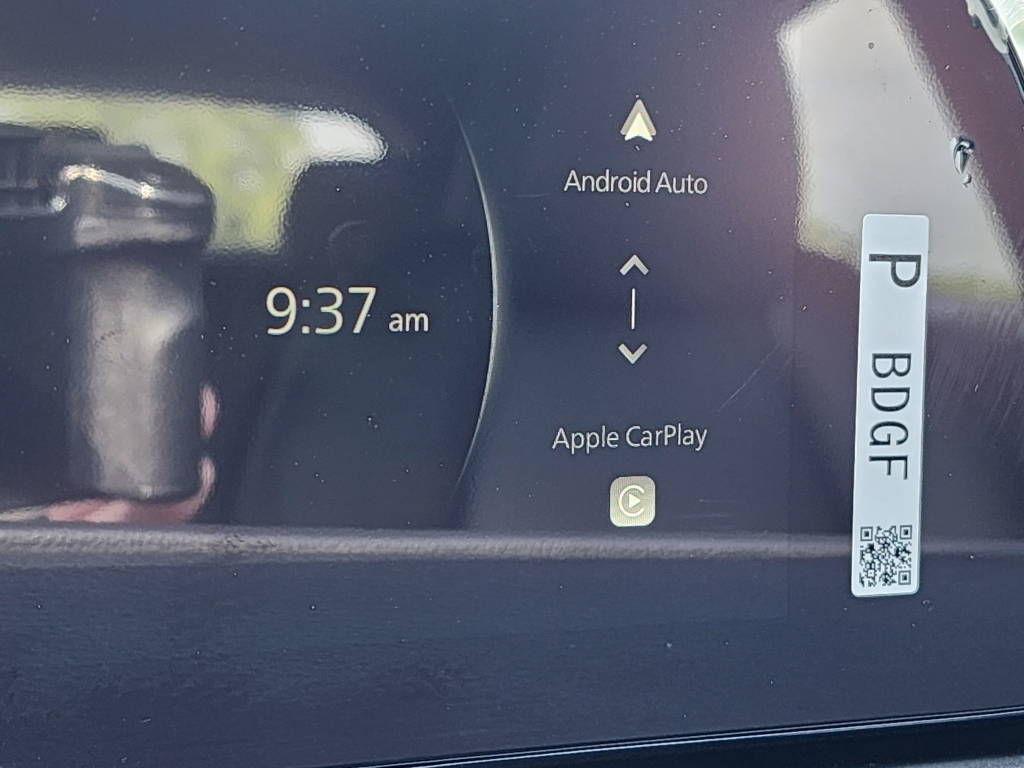 Android Auto
9:37 am
Apple CarPlay
P BDGF